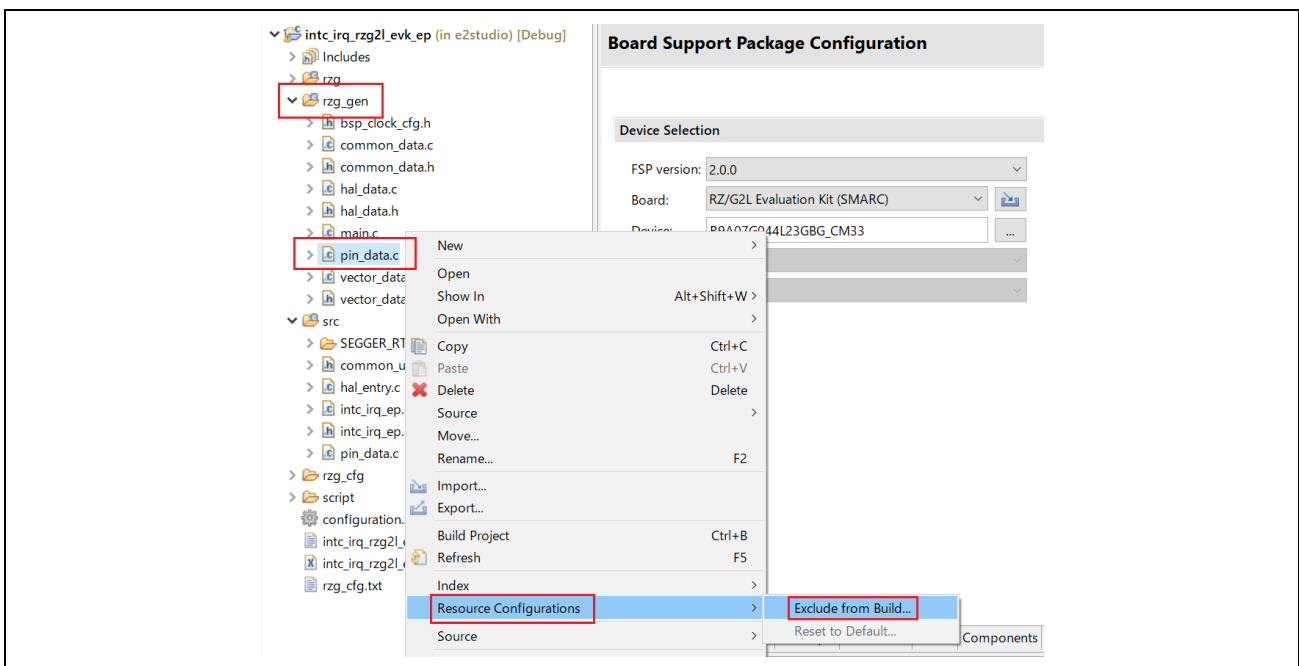 intc_irq_rzg2l_evk_ep (in e2studio) [Debug]
Includes
rzg
rzg_gen
bsp_clock_cfg.h
common_data.c
common_data.h
hal_data.c
hal_data.h
main.c
pin_data.c
vector_data
vector_data
src
SEGGER_RT
common_u
hal_entry.c
intc_irq_ep.
intc_irq_ep.
pin_data.c
rzg_cfg
script
configuration.
intc_irq_rzg2l_e
intc_irq_rzg2l_e
rzg_cfg.txt
Board Support Package Configuration
Device Selection
FSP version: 2.0.0
Board: RZ/G2L Evaluation Kit (SMARC)
Device: R9A07G044L23GBG_CM33
...
New
Open
Show In Alt+Shift+W
Open With
Copy Ctrl+C
Paste Ctrl+V
Delete Delete
Source
Move...
Rename... F2
Import...
Export...
Build Project Ctrl+B
Refresh F5
Index
Resource Configurations
Source
Exclude from Build...
Reset to Default...
Components